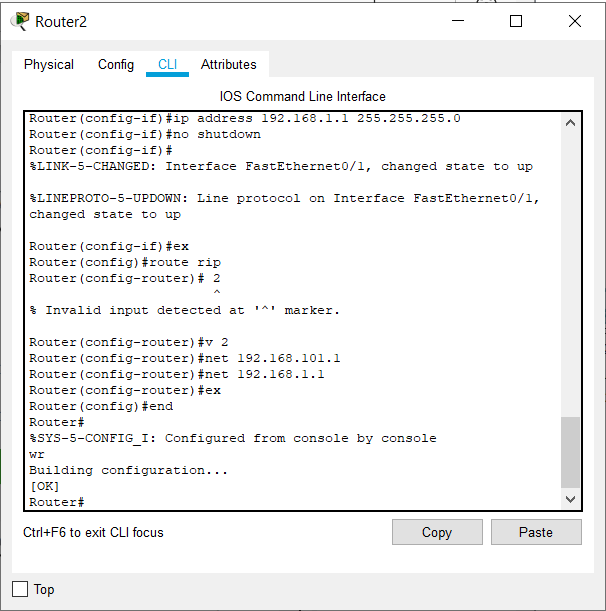 Router2
Physical Config CLI Attributes
IOS Command Line Interface
Router(config-if)#ip address 192.168.1.1 255.255.255.0
Router(config-if)#no shutdown
Router(config-if)#
%LINK-5-CHANGED: Interface FastEthernet0/1, changed state to up
%LINEPROTO-5-UPDOWN: Line protocol on Interface FastEthernet0/1,
changed state to up
Router(config-if)#ex
Router(config)#route rip
Router(config-router)# 2
^
% Invalid input detected at '^' marker.
Router(config-router)#v 2
Router(config-router)#net 192.168.101.1
Router(config-router)#net 192.168.1.1
Router(config-router)#ex
Router(config)#end
Router#
%SYS-5-CONFIG_I: Configured from console by console
wr
Building configuration...
[OK]
Router#
Ctrl+F6 to exit CLI focus Copy Paste
Top